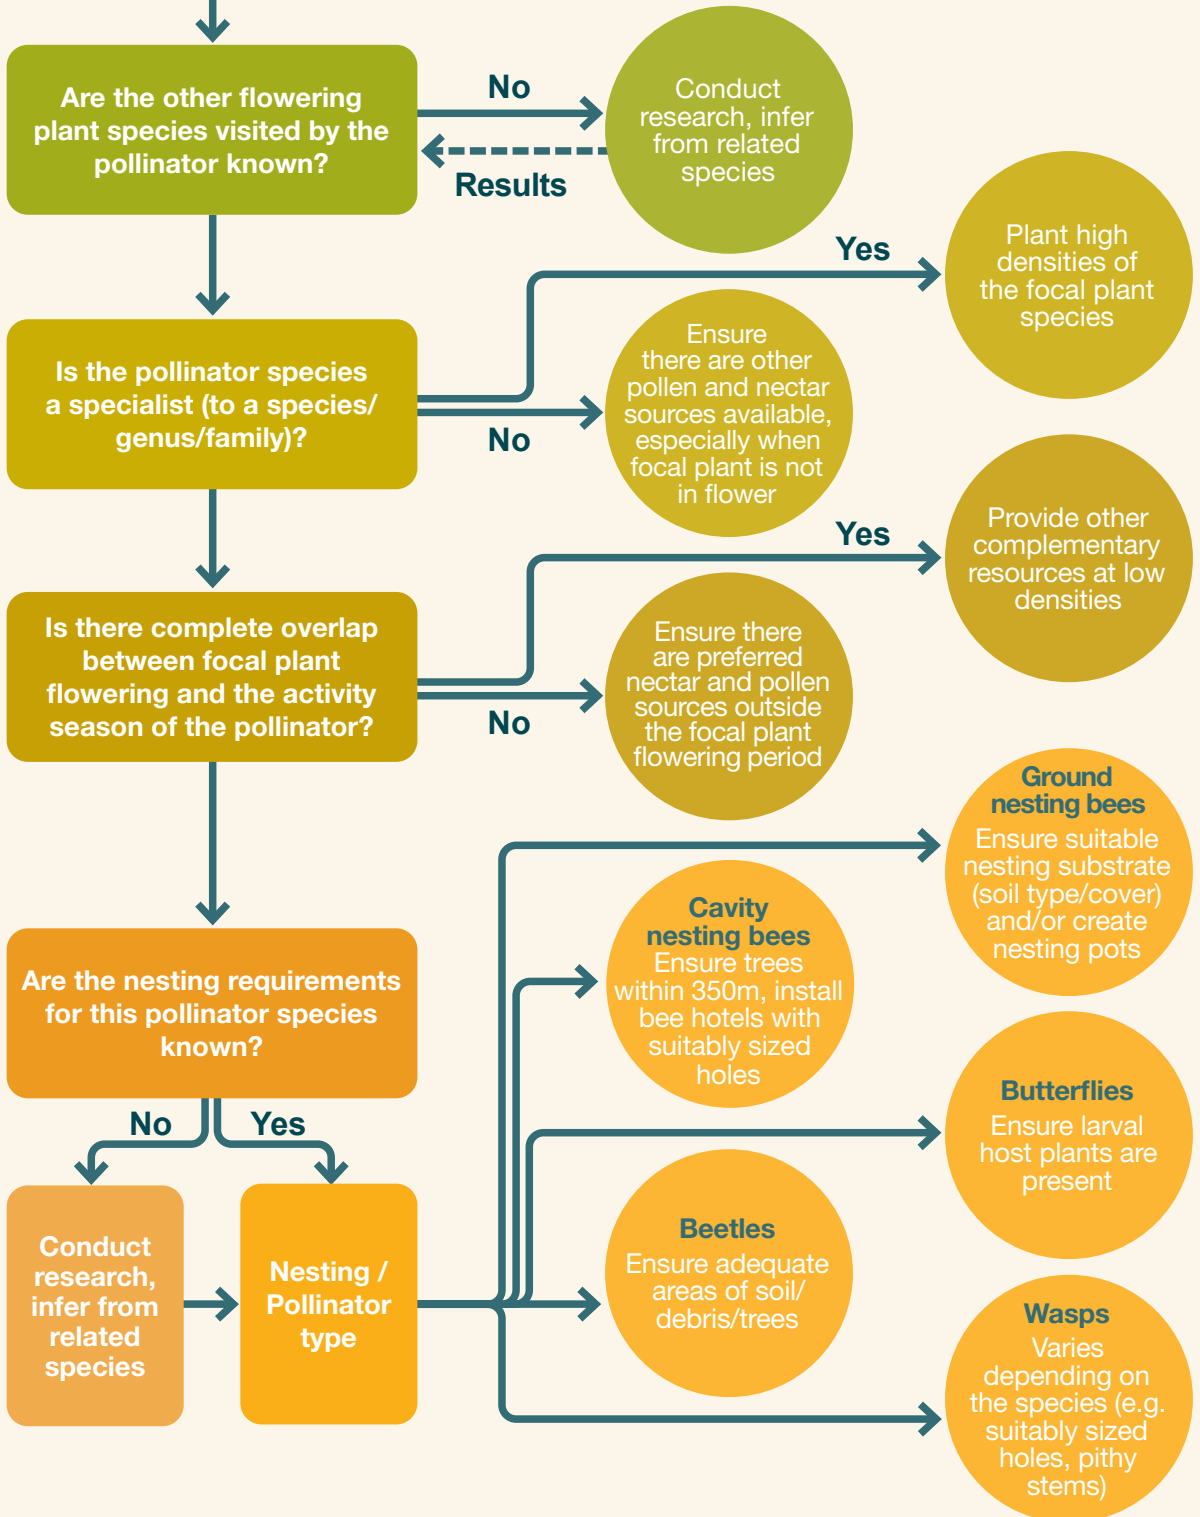 Are the other flowering
plant species visited by the
pollinator known?
No
Results
Conduct
research, infer
from related
species
Is the pollinator species
a specialist (to a species/
genus/family)?
Yes
Plant high
densities of
the focal plant
species
No
Ensure
there are other
pollen and nectar
sources available,
especially when
focal plant is not
in flower
Is there complete overlap
between focal plant
flowering and the activity
season of the pollinator?
Yes
Provide other
complementary
resources at low
densities
No
Ensure there
are preferred
nectar and pollen
sources outside
the focal plant
flowering period
Are the nesting requirements
for this pollinator species
known?
No
Yes
Conduct
research,
infer from
related
species
Nesting /
Pollinator
type
Ground
nesting bees
Ensure suitable
nesting substrate
(soil type/cover)
and/or create
nesting pots
Cavity
nesting bees
Ensure trees
within 350m, install
bee hotels with
suitably sized
holes
Butterflies
Ensure larval
host plants are
present
Beetles
Ensure adequate
areas of soil/
debris/trees
Wasps
Varies
depending on
the species (e.g.
suitably sized
holes, pithy
stems)